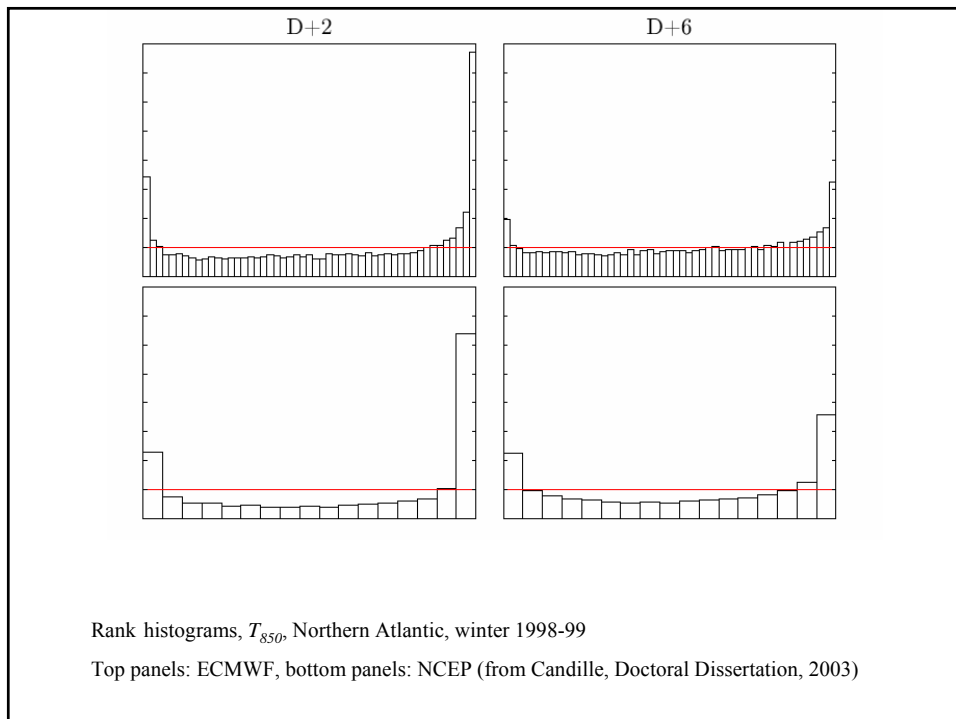 D+2 D+6
Rank histograms, T850, Northern Atlantic, winter 1998-99
Top panels: ECMWF, bottom panels: NCEP (from Candille, Doctoral Dissertation, 2003)